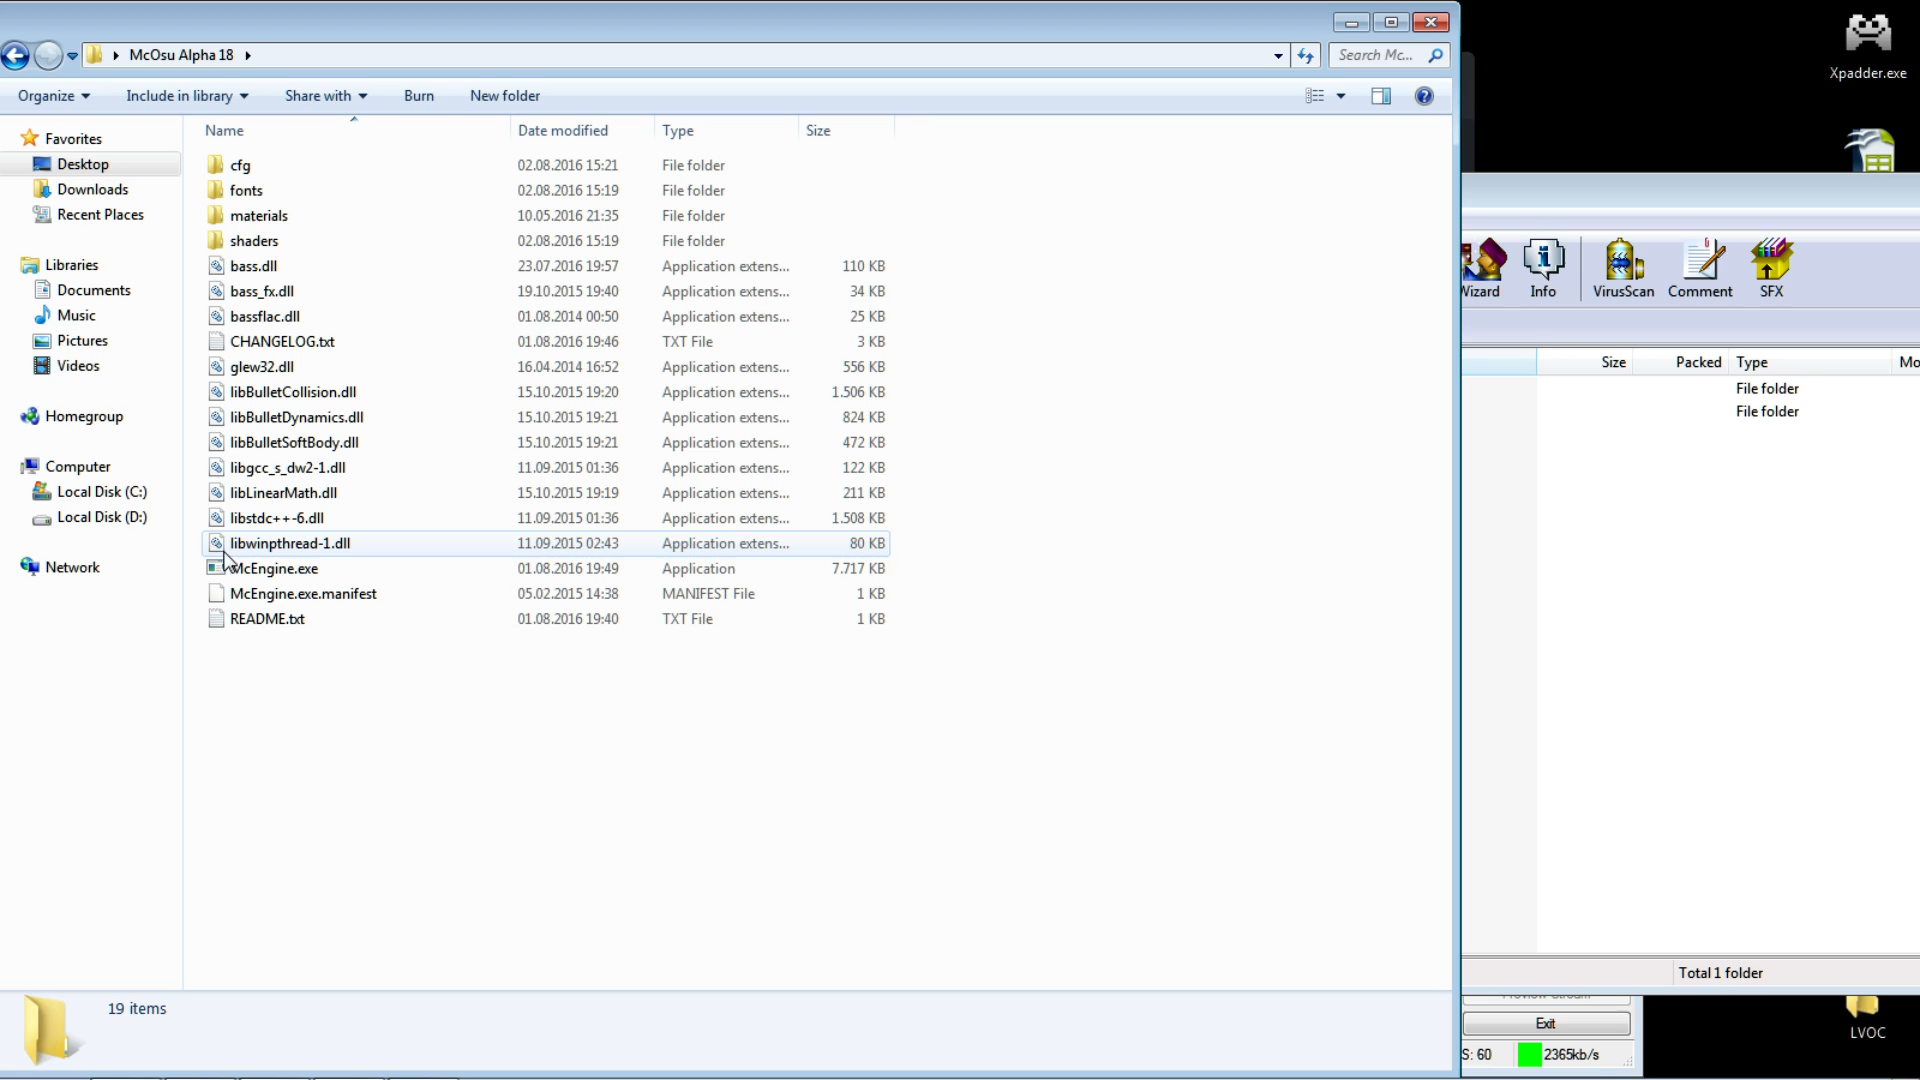 McOsu Alpha 18
Search Mc...
Organize
Include in library
Share with
Burn
New folder
Favorites
Desktop
Downloads
Recent Places
Libraries
Documents
Music
Pictures
Videos
Homegroup
Computer
Local Disk (C:)
Local Disk (D:)
Network
Name Date modified Type Size
cfg 02.08.2016 15:21 File folder
fonts 02.08.2016 15:19 File folder
materials 10.05.2016 21:35 File folder
shaders 02.08.2016 15:19 File folder
bass.dll 23.07.2016 19:57 Application extens... 110 KB
bass_fx.dll 19.10.2015 19:40 Application extens... 34 KB
bassflac.dll 01.08.2014 00:50 Application extens... 25 KB
CHANGELOG.txt 01.08.2016 19:46 TXT File 3 KB
glew32.dll 16.04.2014 16:52 Application extens... 556 KB
libBulletCollision.dll 15.10.2015 19:20 Application extens... 1.506 KB
libBulletDynamics.dll 15.10.2015 19:21 Application extens... 824 KB
libBulletSoftBody.dll 15.10.2015 19:21 Application extens... 472 KB
libgcc_s_dw2-1.dll 11.09.2015 01:36 Application extens... 122 KB
libLinearMath.dll 15.10.2015 19:19 Application extens... 211 KB
libstdc++-6.dll 11.09.2015 01:36 Application extens... 1.508 KB
libwinpthread-1.dll 11.09.2015 02:43 Application extens... 80 KB
McEngine.exe 01.08.2016 19:49 Application 7.717 KB
McEngine.exe.manifest 05.02.2015 14:38 MANIFEST File 1 KB
README.txt 01.08.2016 19:40 TXT File 1 KB
19 items
Xpadder.exe
Wizard
Info
VirusScan
Comment
SFX
Size Packed Type Mo
File folder
File folder
Total 1 folder
Exit
S: 60 2365kb/s
LVOC